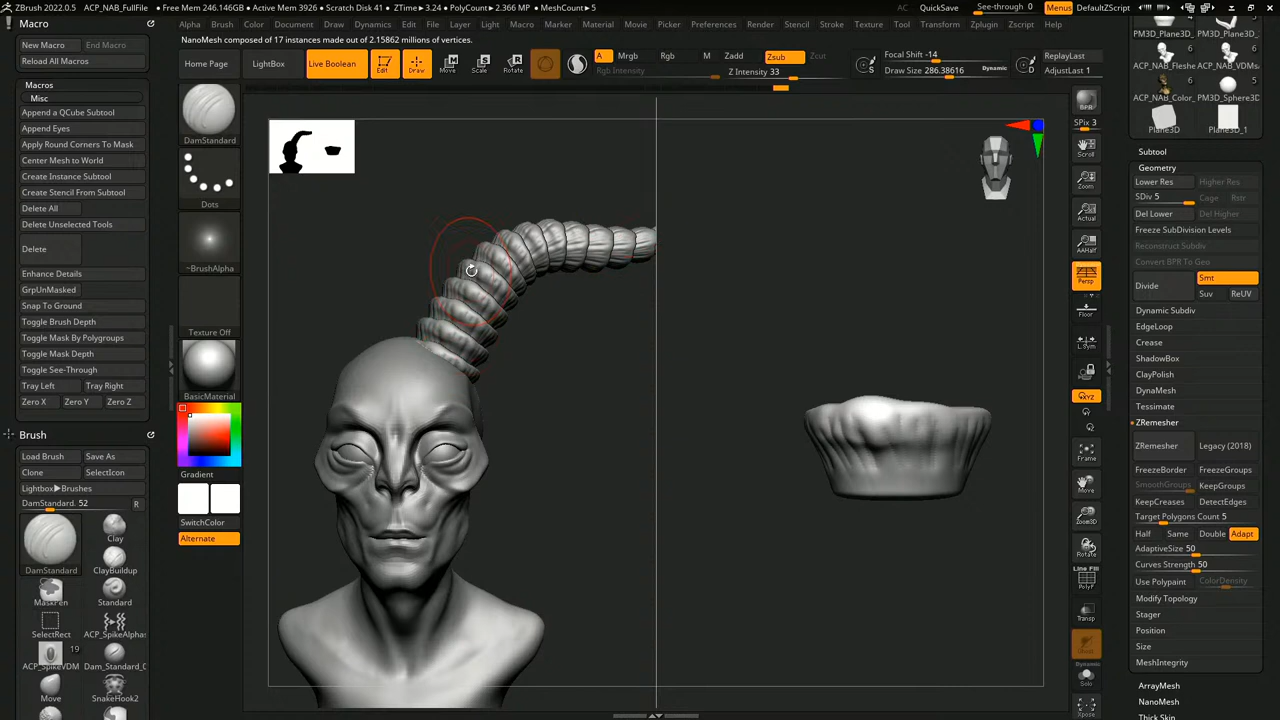 ZBrush 2022.0.5 ACP_NAB_FullFile • Free Mem 246.146GB • Active Mem 3926 • Scratch Disk 41 • ZTime▸3.24 • PolyCount▸2.366 MP • MeshCount▸5 AC QuickSave See-through 0 Menus DefaultZScript
Macro Alpha Brush Color Document Draw Dynamics Edit File Layer Light Macro Marker Material Movie Picker Preferences Render Stencil Stroke Texture Tool Transform Zplugin Zscript Help
NanoMesh composed of 17 instances made out of 2.15862 millions of vertices.
New Macro End Macro
Reload All Macros
Home Page LightBox Live Boolean Edit Draw Move Scale Rotate
A Mrgb Rgb M Zadd Zsub Zcut
Rgb Intensity Z Intensity 33
Focal Shift -14
Draw Size 286.38616 Dynamic
ReplayLast
AdjustLast 1
S
D
Macros
Misc
Append a QCube Subtool
Append Eyes
Apply Round Corners To Mask
Center Mesh to World
Create Instance Subtool
Create Stencil From Subtool
Delete All
Delete Unselected Tools
Delete
Enhance Details
GrpUnMasked
Snap To Ground
Toggle Brush Depth
Toggle Mask By Polygroups
Toggle Mask Depth
Toggle See-Through
Tray Left Tray Right
Zero X Zero Y Zero Z
Brush
Load Brush Save As
Clone SelectIcon
Lightbox▸Brushes
DamStandard. 52 R
Clay
DamStandard ClayBuildup
MaskPen Standard
SelectRect ACP_SpikeAlpha:
19
ACP_SpikeVDM Dam_Standard_0
Move SnakeHook2
DamStandard
Dots
~BrushAlpha
Texture Off
BasicMaterial
Gradient
SwitchColor
Alternate
BPR
SPix 3
Scroll
Zoom
Actual
AAHalf
Persp
Floor
L.Sym
XYZ
Frame
Move
Zoom3D
Rotate
Line Fill
PolyF
Transp
Dynamic
Solo
Xpose
PM3D_Plane3D_ PM3D_Plane3D_
6 6
ACP_NAB_VDMs
ACP_NAB_Color_ PM3D_Sphere3D
Plane3D Plane3D_1
Subtool
Geometry
Lower Res Higher Res
SDiv 5 Cage Rstr
Del Lower Del Higher
Freeze SubDivision Levels
Reconstruct Subdiv
Convert BPR To Geo
Divide Smt
Suv ReUV
Dynamic Subdiv
EdgeLoop
Crease
ShadowBox
ClayPolish
DynaMesh
Tessimate
ZRemesher
ZRemesher Legacy (2018)
FreezeBorder FreezeGroups
SmoothGroups KeepGroups
KeepCreases DetectEdges
Target Polygons Count 5
Half Same Double Adapt
AdaptiveSize 50
Curves Strength 50
Use Polypaint ColorDensity
Modify Topology
Stager
Position
Size
MeshIntegrity
ArrayMesh
NanoMesh
Thick Skin